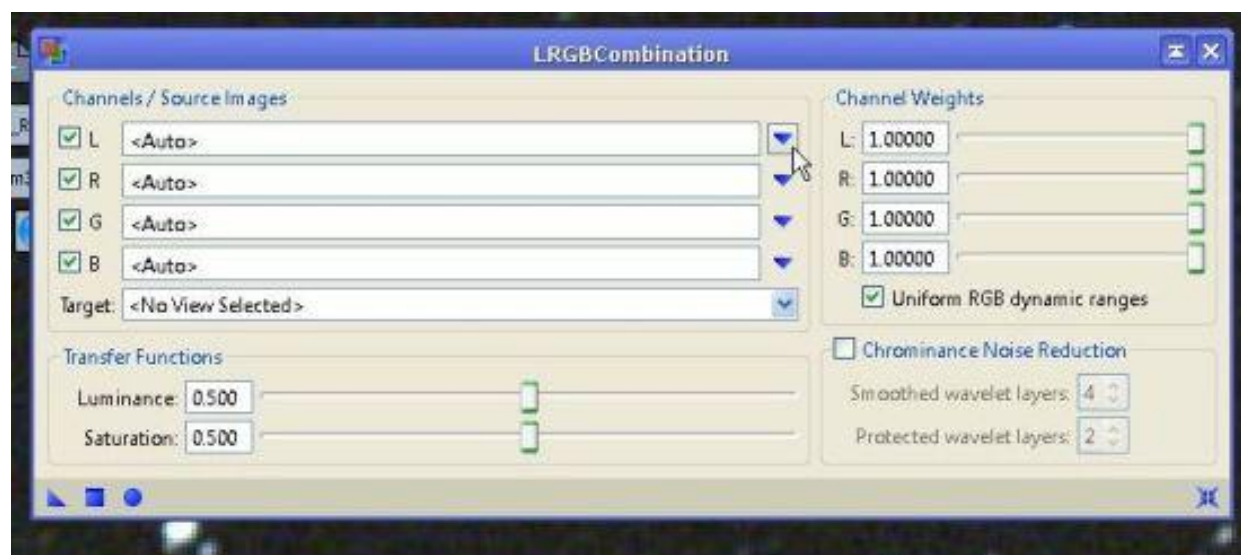 LRGBCombination
Channels / Source Images
L <Auto>
R <Auto>
G <Auto>
B <Auto>
Target: <No View Selected>
Channel Weights
L: 1.00000
R: 1.00000
G: 1.00000
B: 1.00000
Uniform RGB dynamic ranges
Transfer Functions
Luminance: 0.500
Saturation: 0.500
Chrominance Noise Reduction
Smoothed wavelet layers: 4
Protected wavelet layers: 2